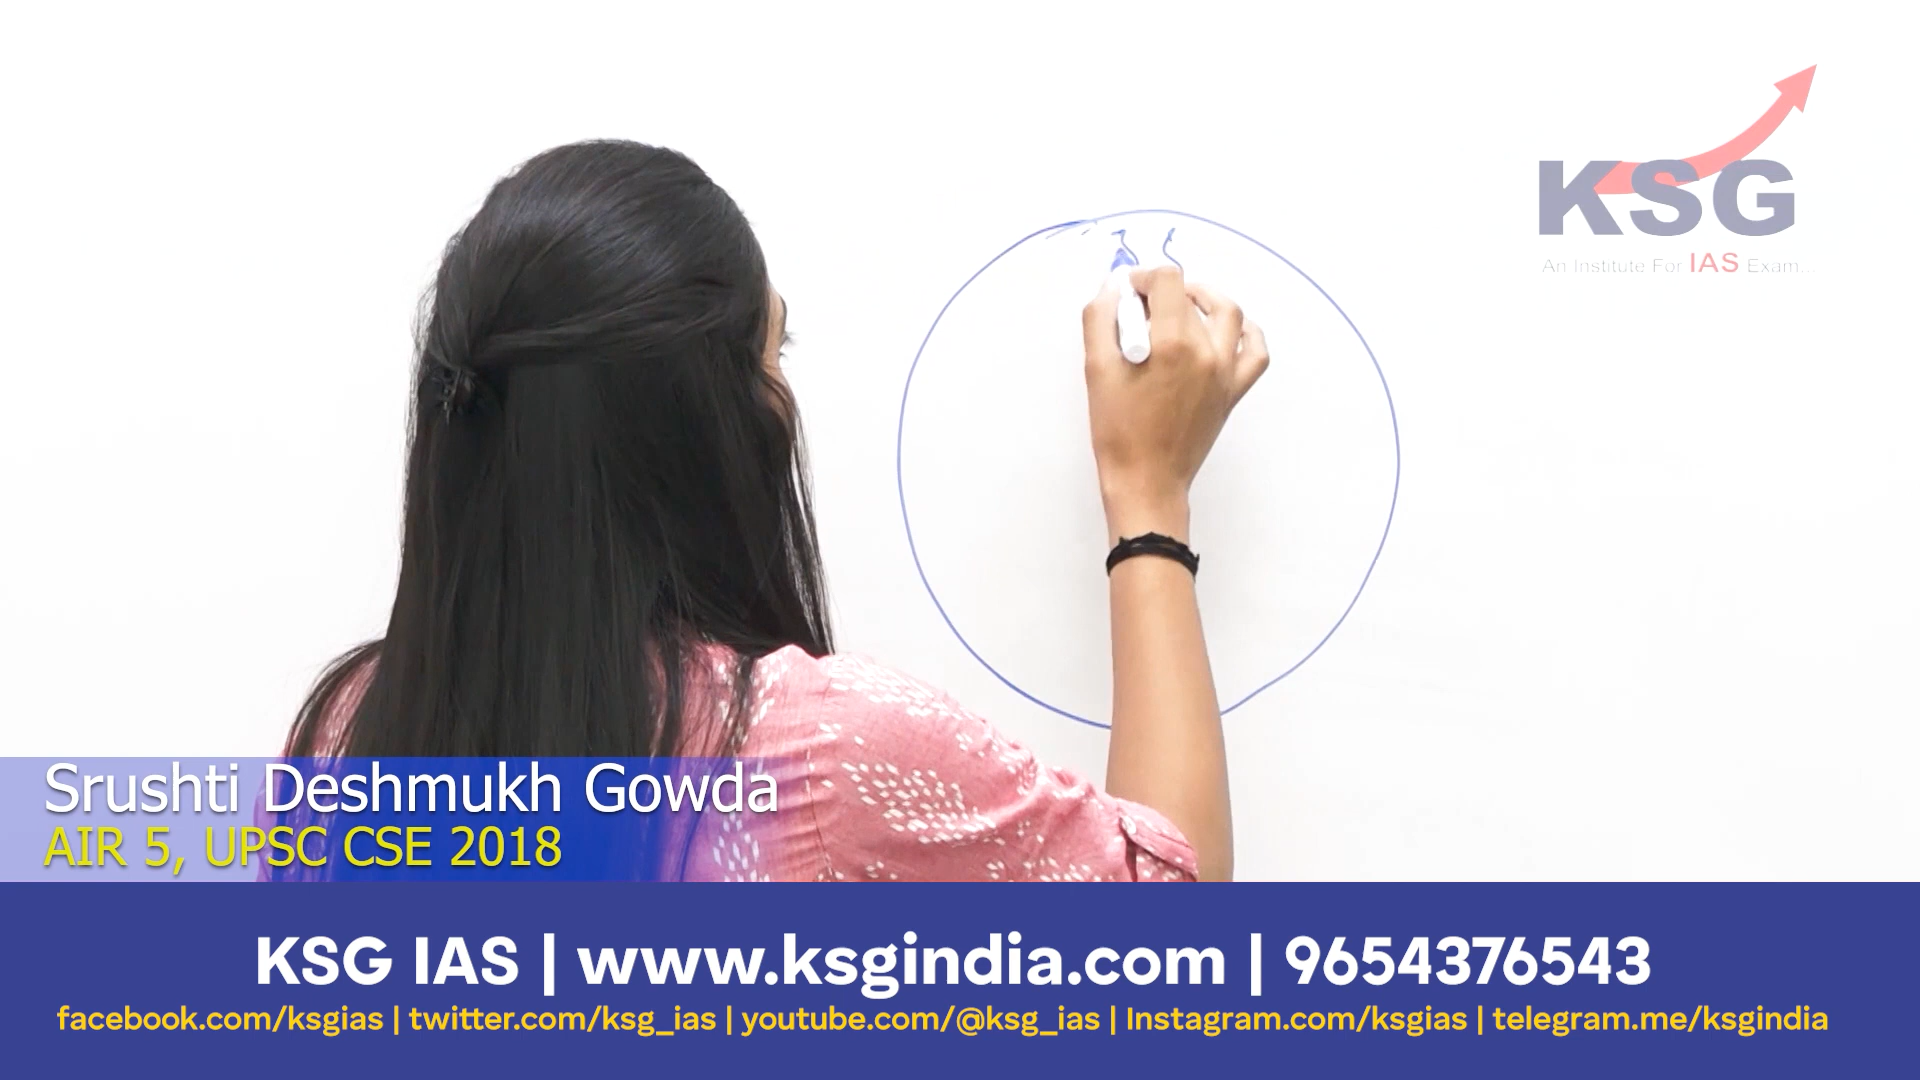 KSG
An Institute For IAS Exam...
Srushti Deshmukh Gowda
AIR 5, UPSC CSE 2018
KSG IAS | www.ksgindia.com | 9654376543
facebook.com/ksgias | twitter.com/ksg_ias | youtube.com/@ksg_ias | Instagram.com/ksgias | telegram.me/ksgindia